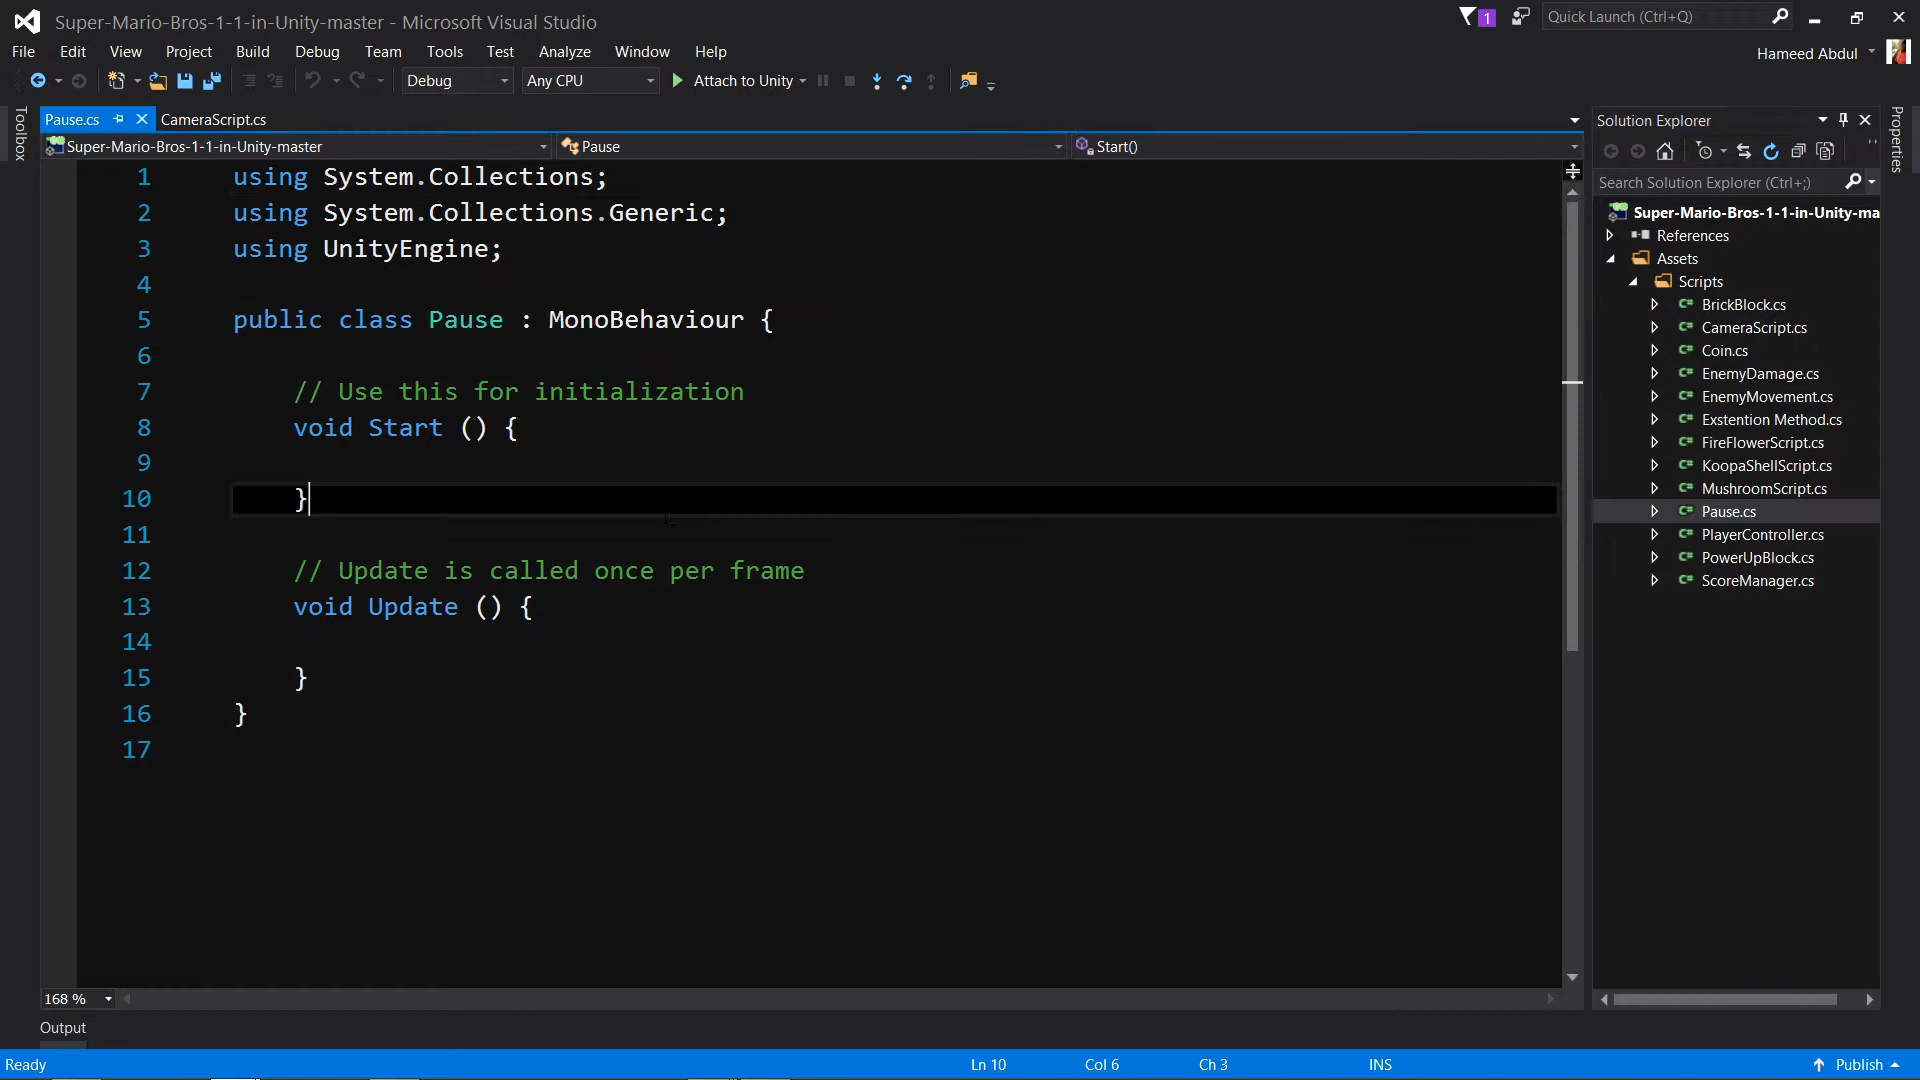 Super-Mario-Bros-1-1-in-Unity-master - Microsoft Visual Studio
1
Quick Launch (Ctrl+Q)
File Edit View Project Build Debug Team Tools Test Analyze Window Help
Hameed Abdul
Debug
Any CPU
Attach to Unity
Toolbox
Pause.cs
CameraScript.cs
Super-Mario-Bros-1-1-in-Unity-master
Pause
Start()
1 using System.Collections;
2 using System.Collections.Generic;
3 using UnityEngine;
4
5 public class Pause : MonoBehaviour {
6
7 // Use this for initialization
8 void Start () {
9
10 }
11
12 // Update is called once per frame
13 void Update () {
14
15 }
16 }
17
168 %
Solution Explorer
Search Solution Explorer (Ctrl+;)
Super-Mario-Bros-1-1-in-Unity-ma
References
Assets
Scripts
C# BrickBlock.cs
C# CameraScript.cs
C# Coin.cs
C# EnemyDamage.cs
C# EnemyMovement.cs
C# Exstention Method.cs
C# FireFlowerScript.cs
C# KoopaShellScript.cs
C# MushroomScript.cs
C# Pause.cs
C# PlayerController.cs
C# PowerUpBlock.cs
C# ScoreManager.cs
Properties
Output
Ready
Ln 10
Col 6
Ch 3
INS
Publish